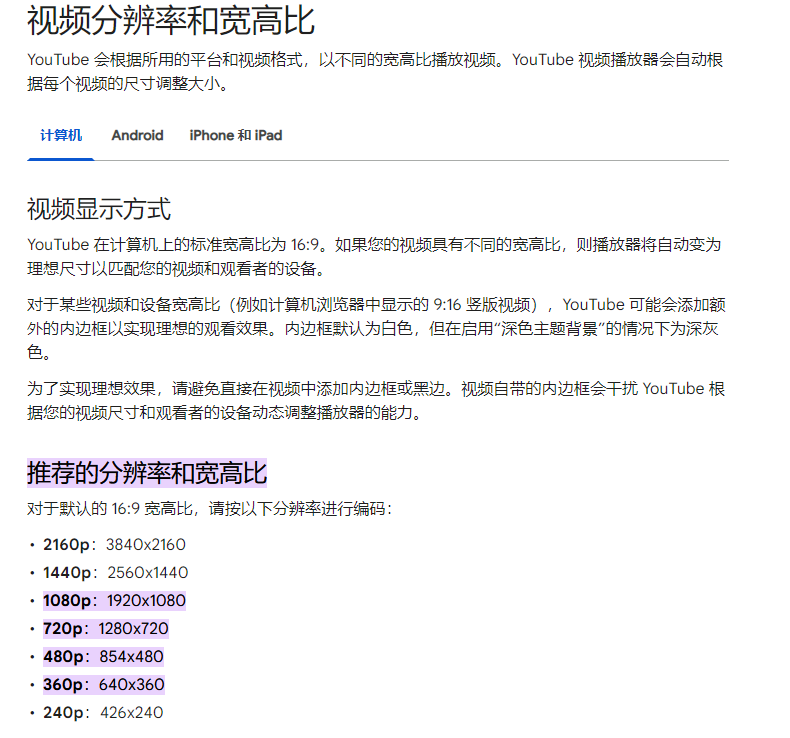 视频分辨率和宽高比
YouTube 会根据所用的平台和视频格式，以不同的宽高比播放视频。YouTube 视频播放器会自动根
据每个视频的尺寸调整大小。
计算机 Android iPhone 和 iPad
视频显示方式
YouTube 在计算机上的标准宽高比为 16:9。如果您的视频具有不同的宽高比，则播放器将自动变为
理想尺寸以匹配您的视频和观看者的设备。
对于某些视频和设备宽高比（例如计算机浏览器中显示的 9:16 竖版视频），YouTube 可能会添加额
外的内边框以实现理想的观看效果。内边框默认为白色，但在启用“深色主题背景”的情况下为深灰
色。
为了实现理想效果，请避免直接在视频中添加内边框或黑边。视频自带的内边框会干扰 YouTube 根
据您的视频尺寸和观看者的设备动态调整播放器的能力。
推荐的分辨率和宽高比
对于默认的 16:9 宽高比，请按以下分辨率进行编码：
• 2160p：3840x2160
• 1440p：2560x1440
• 1080p：1920x1080
• 720p：1280x720
• 480p：854x480
• 360p：640x360
• 240p：426x240